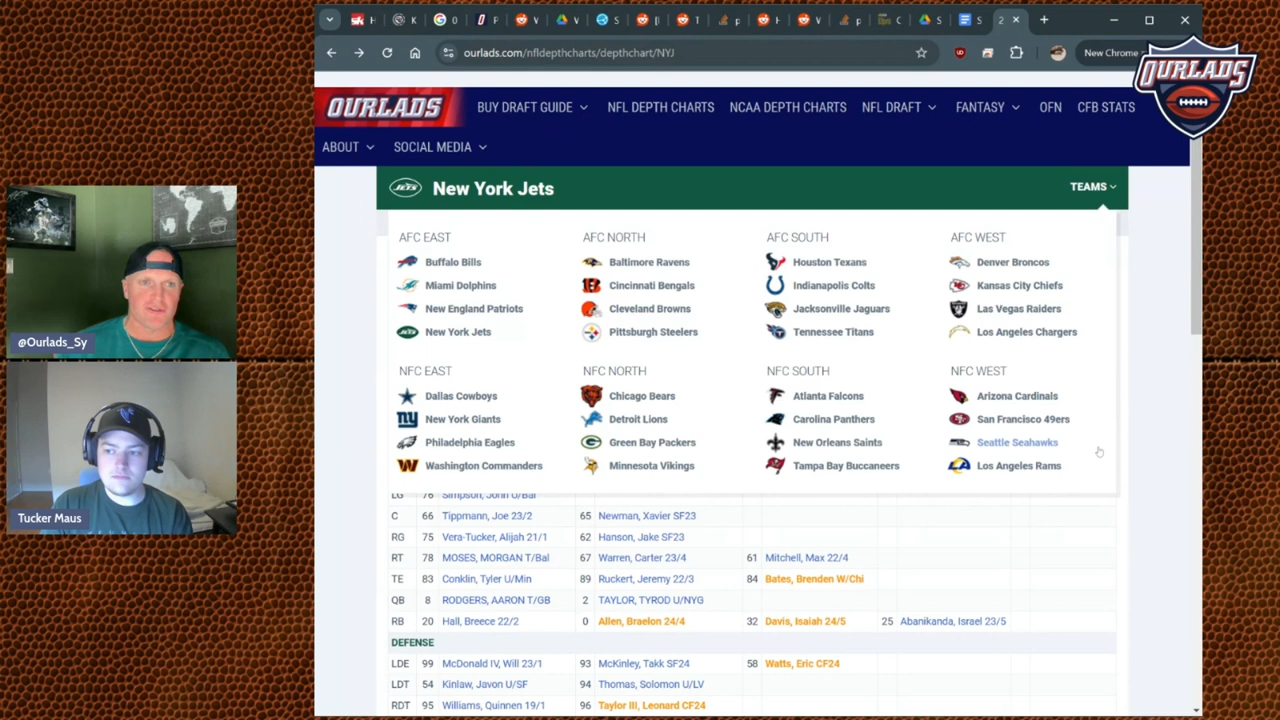 2
New Chrome
ourlads.com/nfldepthcharts/depthchart/NYJ
OURLADS
OURLADS
BUY DRAFT GUIDE NFL DEPTH CHARTS NCAA DEPTH CHARTS NFL DRAFT FANTASY OFN CFB STATS
ABOUT SOCIAL MEDIA
JETS New York Jets TEAMS
AFC EAST AFC NORTH AFC SOUTH AFC WEST
Buffalo Bills Baltimore Ravens Houston Texans Denver Broncos
Miami Dolphins Cincinnati Bengals Indianapolis Colts Kansas City Chiefs
New England Patriots Cleveland Browns Jacksonville Jaguars Las Vegas Raiders
New York Jets Pittsburgh Steelers Tennessee Titans Los Angeles Chargers
NFC EAST NFC NORTH NFC SOUTH NFC WEST
Dallas Cowboys Chicago Bears Atlanta Falcons Arizona Cardinals
New York Giants Detroit Lions Carolina Panthers San Francisco 49ers
Philadelphia Eagles Green Bay Packers New Orleans Saints Seattle Seahawks
Washington Commanders Minnesota Vikings Tampa Bay Buccaneers Los Angeles Rams
LG 76 Simpson, John U/Bal
C 66 Tippmann, Joe 23/2 65 Newman, Xavier SF23
RG 75 Vera-Tucker, Alijah 21/1 62 Hanson, Jake SF23
RT 78 MOSES, MORGAN T/Bal 67 Warren, Carter 23/4 61 Mitchell, Max 22/4
TE 83 Conklin, Tyler U/Min 89 Ruckert, Jeremy 22/3 84 Bates, Brenden W/Chi
QB 8 RODGERS, AARON T/GB 2 TAYLOR, TYROD U/NYG
RB 20 Hall, Breece 22/2 0 Allen, Braelon 24/4 32 Davis, Isaiah 24/5 25 Abanikanda, Israel 23/5
DEFENSE
LDE 99 McDonald IV, Will 23/1 93 McKinley, Takk SF24 58 Watts, Eric CF24
LDT 54 Kinlaw, Javon U/SF 94 Thomas, Solomon U/LV
RDT 95 Williams, Quinnen 19/1 96 Taylor III, Leonard CF24
@Ourlads_Sy
Tucker Maus